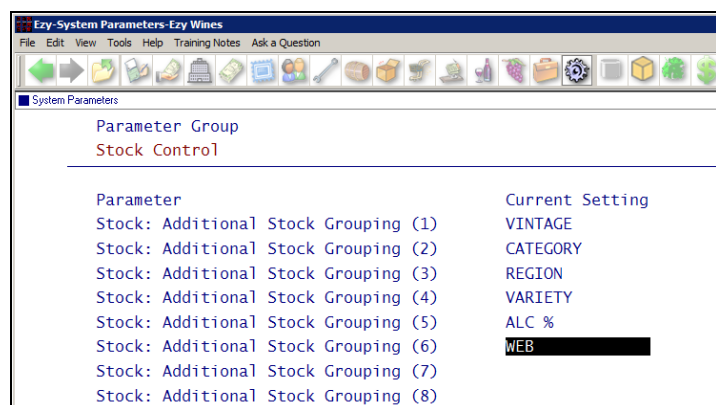 Ezy-System Parameters-Ezy Wines
File Edit View Tools Help Training Notes Ask a Question
System Parameters
Parameter Group
Stock Control
Parameter Current Setting
Stock: Additional Stock Grouping (1) VINTAGE
Stock: Additional Stock Grouping (2) CATEGORY
Stock: Additional Stock Grouping (3) REGION
Stock: Additional Stock Grouping (4) VARIETY
Stock: Additional Stock Grouping (5) ALC %
Stock: Additional Stock Grouping (6) WEB
Stock: Additional Stock Grouping (7)
Stock: Additional Stock Grouping (8)